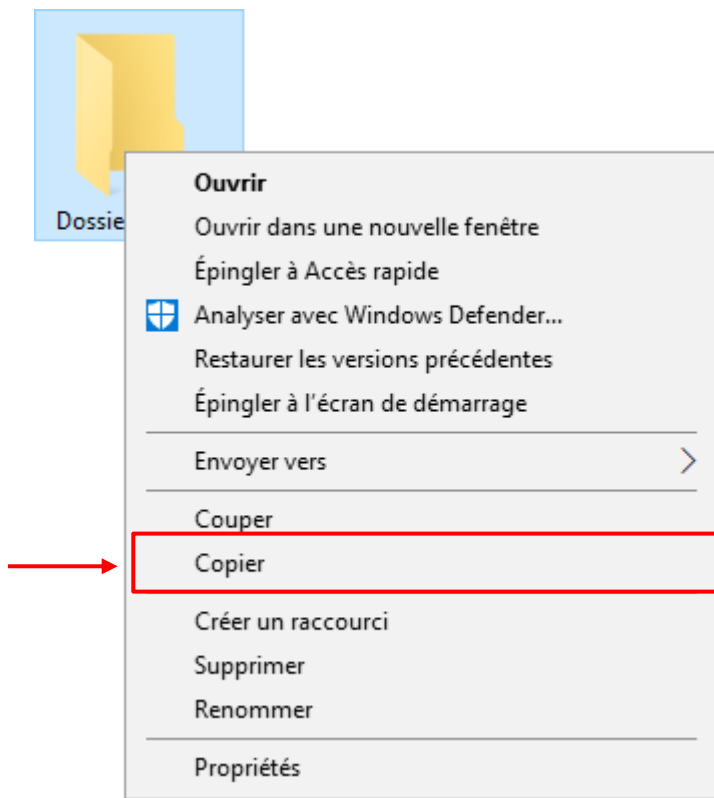 Dossie
Ouvrir
Ouvrir dans une nouvelle fenêtre
Épingler à Accès rapide
Analyser avec Windows Defender...
Restaurer les versions précédentes
Épingler à l'écran de démarrage
Envoyer vers
Couper
Copier
Créer un raccourci
Supprimer
Renommer
Propriétés